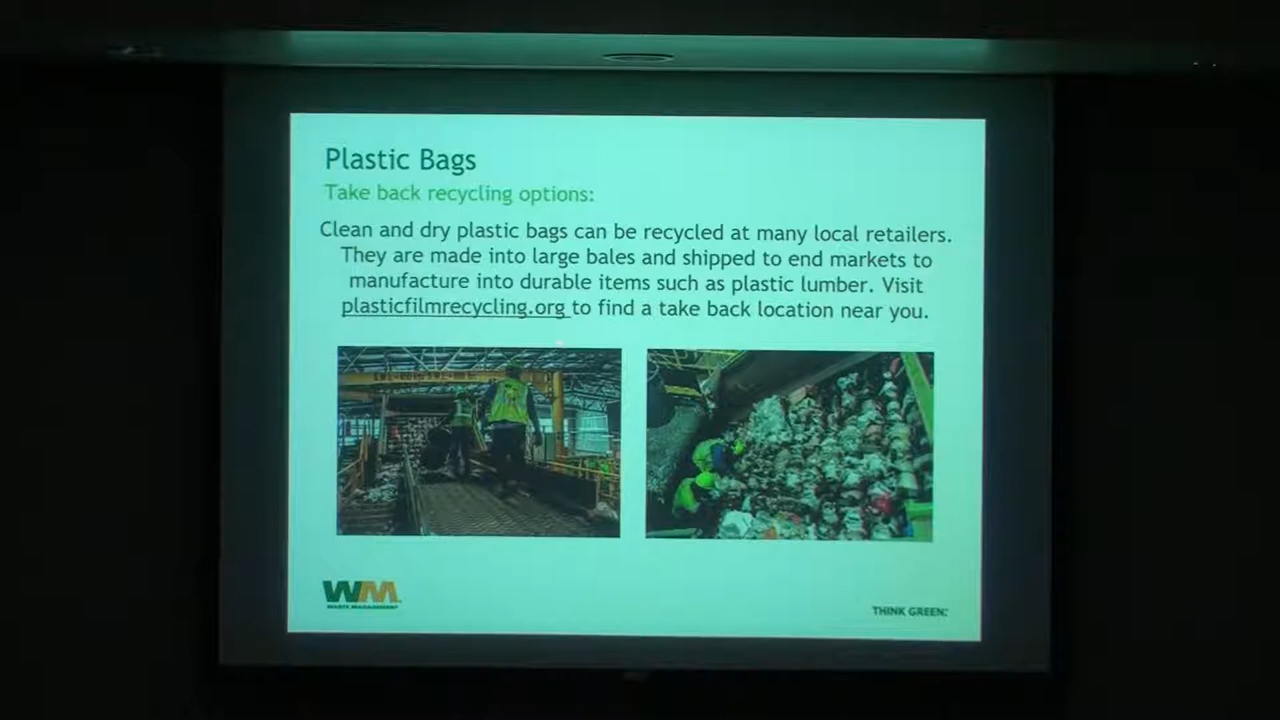 Plastic Bags
Take back recycling options:
Clean and dry plastic bags can be recycled at many local retailers.
They are made into large bales and shipped to end markets to
manufacture into durable items such as plastic lumber. Visit
plasticfilmrecycling.org to find a take back location near you.
WM
WASTE MANAGEMENT
THINK GREEN.